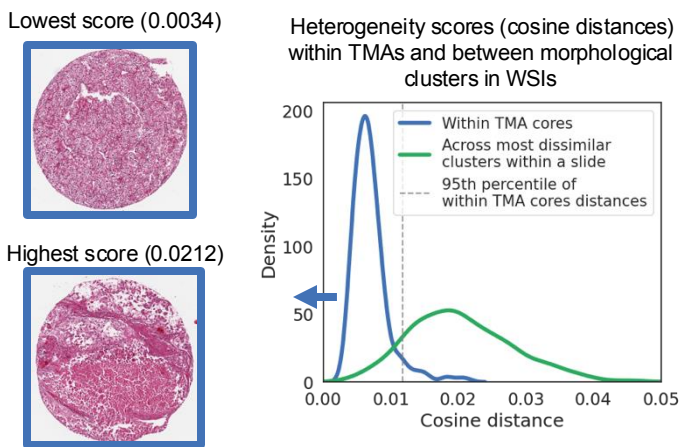 Lowest score (0.0034)
Highest score (0.0212)
Heterogeneity scores (cosine distances)
within TMAs and between morphological
clusters in WSIs
Within TMA cores
Across most dissimilar
clusters within a slide
95th percentile of
within TMA cores distances
Density
200
150
100
50
0
0.00 0.01 0.02 0.03 0.04 0.05
Cosine distance